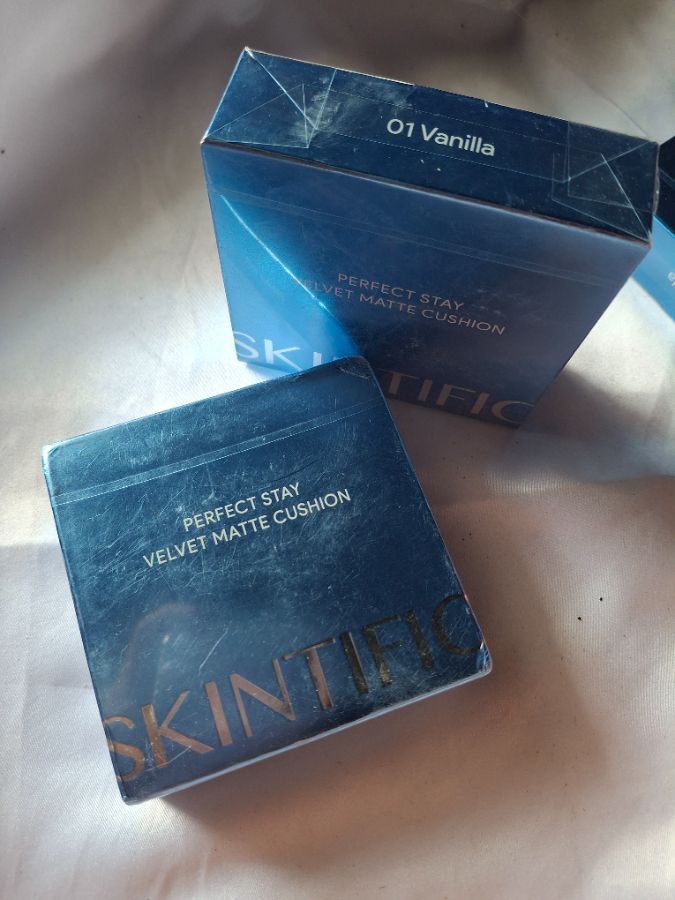 01 Vanilla
PERFECT STAY
VELVET MATTE CUSHION
SKINTIFIC
PERFECT STAY
VELVET MATTE CUSHION
SKINTIFIC